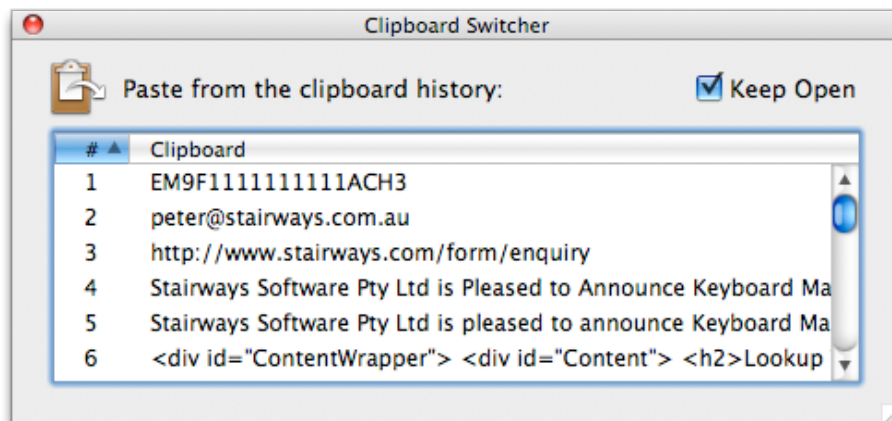 Clipboard Switcher
Paste from the clipboard history:
Keep Open
# Clipboard
1 EM9F1111111111ACH3
2 peter@stairways.com.au
3 http://www.stairways.com/form/enquiry
4 Stairways Software Pty Ltd is Pleased to Announce Keyboard Ma
5 Stairways Software Pty Ltd is pleased to announce Keyboard Ma
6 <div id="ContentWrapper"> <div id="Content"> <h2>Lookup